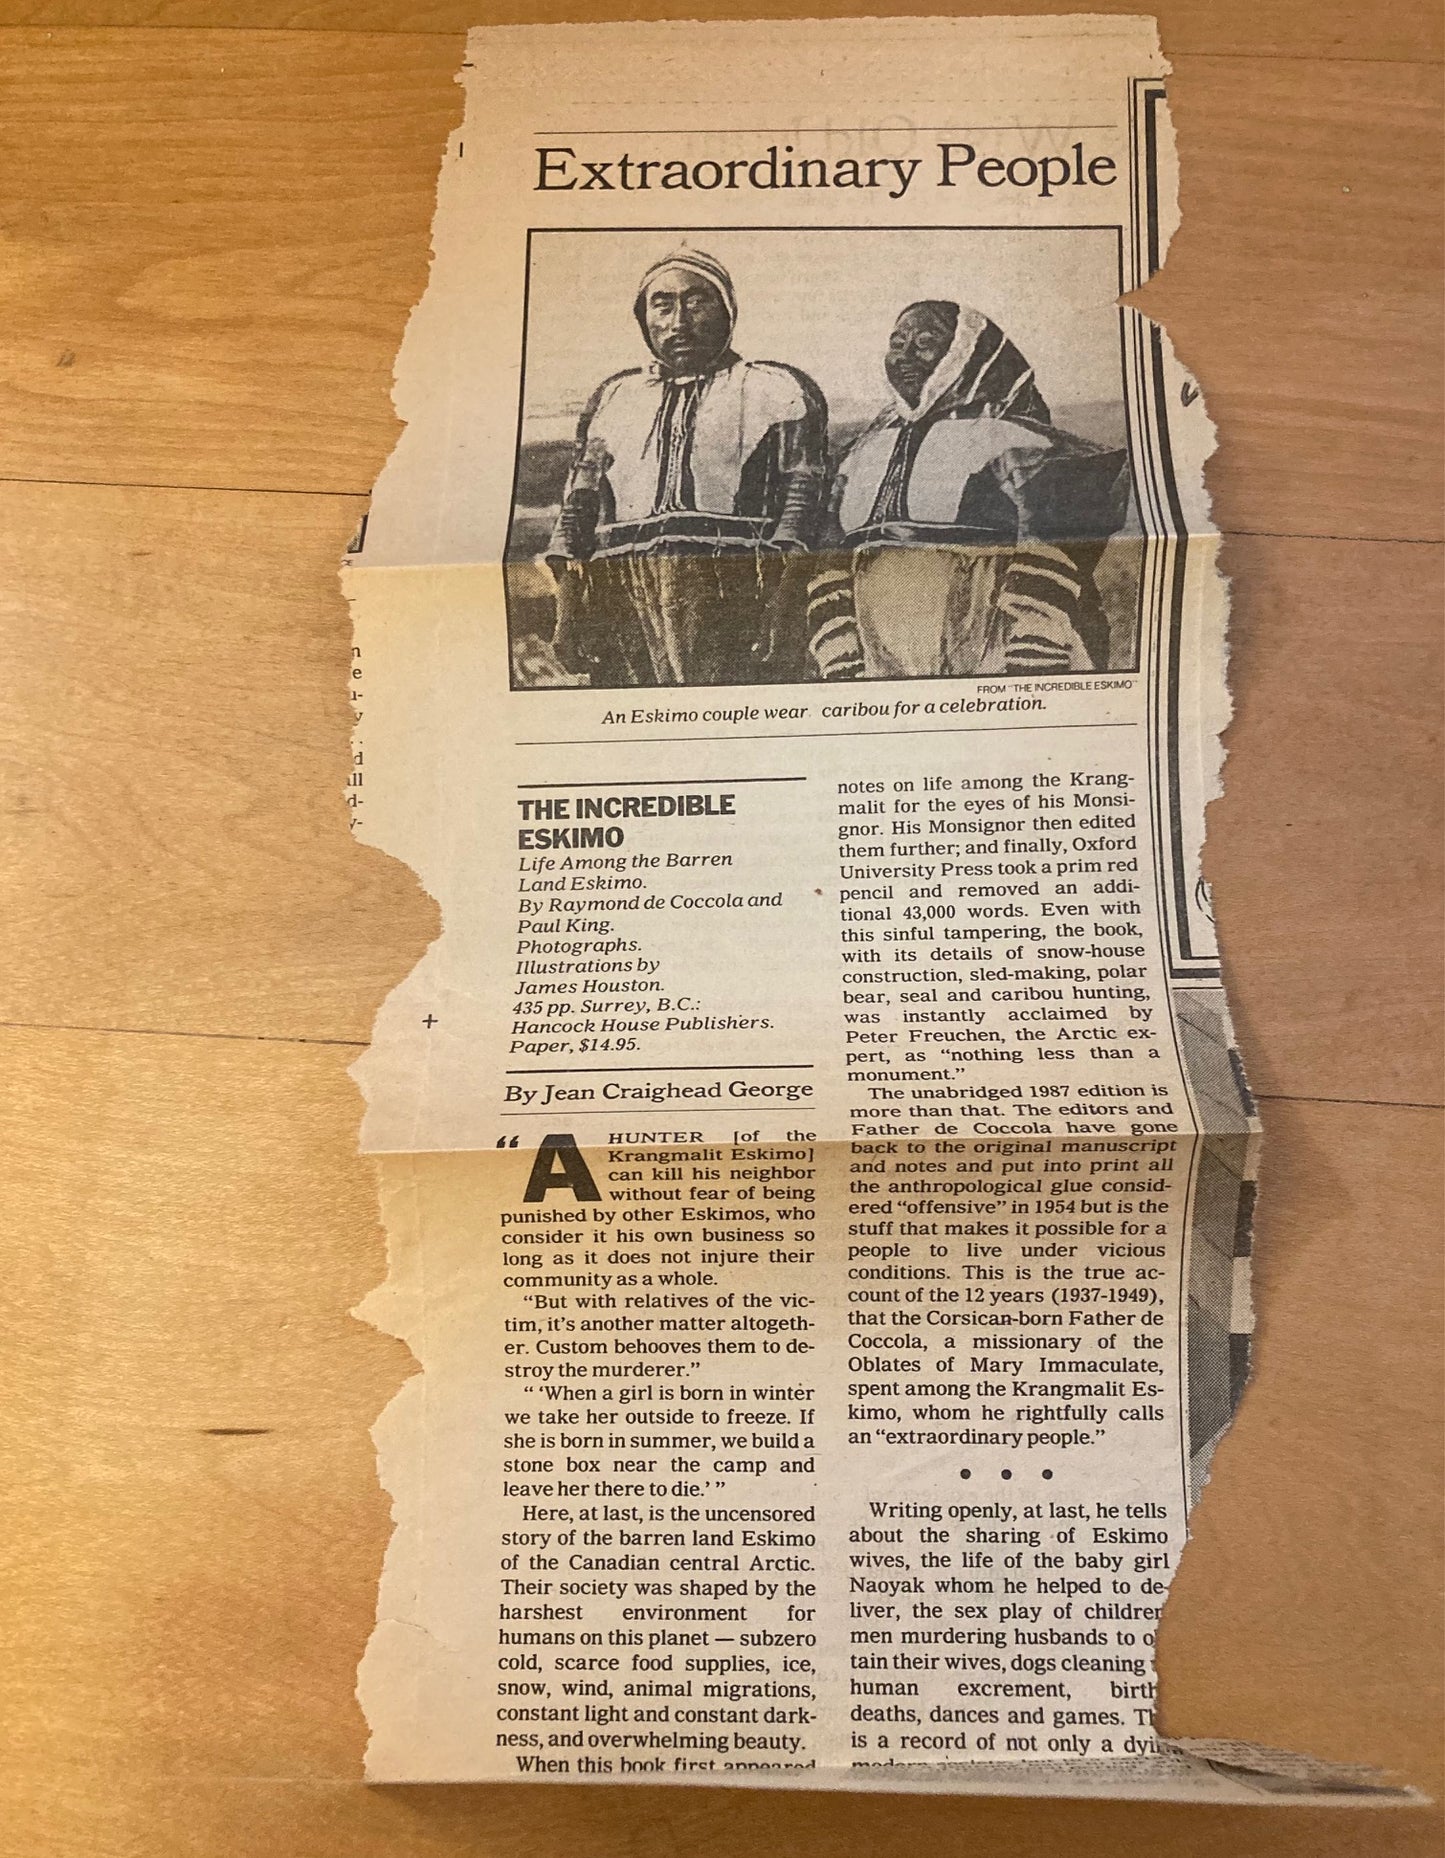 Extraordinary People
FROM "THE INCREDIBLE ESKIMO"
An Eskimo couple wear caribou for a celebration.
THE INCREDIBLE
ESKIMO
Life Among the Barren
Land Eskimo.
By Raymond de Coccola and
Paul King.
Photographs.
Illustrations by
James Houston.
435 pp. Surrey, B.C.:
Hancock House Publishers.
Paper, $14.95.
By Jean Craighead George
“A HUNTER [of the
Krangmalit Eskimo]
can kill his neighbor
without fear of being
punished by other Eskimos, who
consider it his own business so
long as it does not injure their
community as a whole.
“But with relatives of the vic-
tim, it's another matter altogeth-
er. Custom behooves them to de-
stroy the murderer.”
“ ‘When a girl is born in winter
we take her outside to freeze. If
she is born in summer, we build a
stone box near the camp and
leave her there to die.’ ”
Here, at last, is the uncensored
story of the barren land Eskimo
of the Canadian central Arctic.
Their society was shaped by the
harshest environment for
humans on this planet — subzero
cold, scarce food supplies, ice,
snow, wind, animal migrations,
constant light and constant dark-
ness, and overwhelming beauty.
When this book first appeared
notes on life among the Krang-
malit for the eyes of his Monsi-
gnor. His Monsignor then edited
them further; and finally, Oxford
University Press took a prim red
pencil and removed an addi-
tional 43,000 words. Even with
this sinful tampering, the book,
with its details of snow-house
construction, sled-making, polar
bear, seal and caribou hunting,
was instantly acclaimed by
Peter Freuchen, the Arctic ex-
pert, as “nothing less than a
monument.”
The unabridged 1987 edition is
more than that. The editors and
Father de Coccola have gone
back to the original manuscript
and notes and put into print all
the anthropological glue consid-
ered “offensive” in 1954 but is the
stuff that makes it possible for a
people to live under vicious
conditions. This is the true ac-
count of the 12 years (1937-1949),
that the Corsican-born Father de
Coccola, a missionary of the
Oblates of Mary Immaculate,
spent among the Krangmalit Es-
kimo, whom he rightfully calls
an “extraordinary people.”
• • •
Writing openly, at last, he tells
about the sharing of Eskimo
wives, the life of the baby girl
Naoyak whom he helped to de-
liver, the sex play of children
men murdering husbands to
tain their wives, dogs cleaning
human excrement,
deaths, dances and games.
is a record of not only a